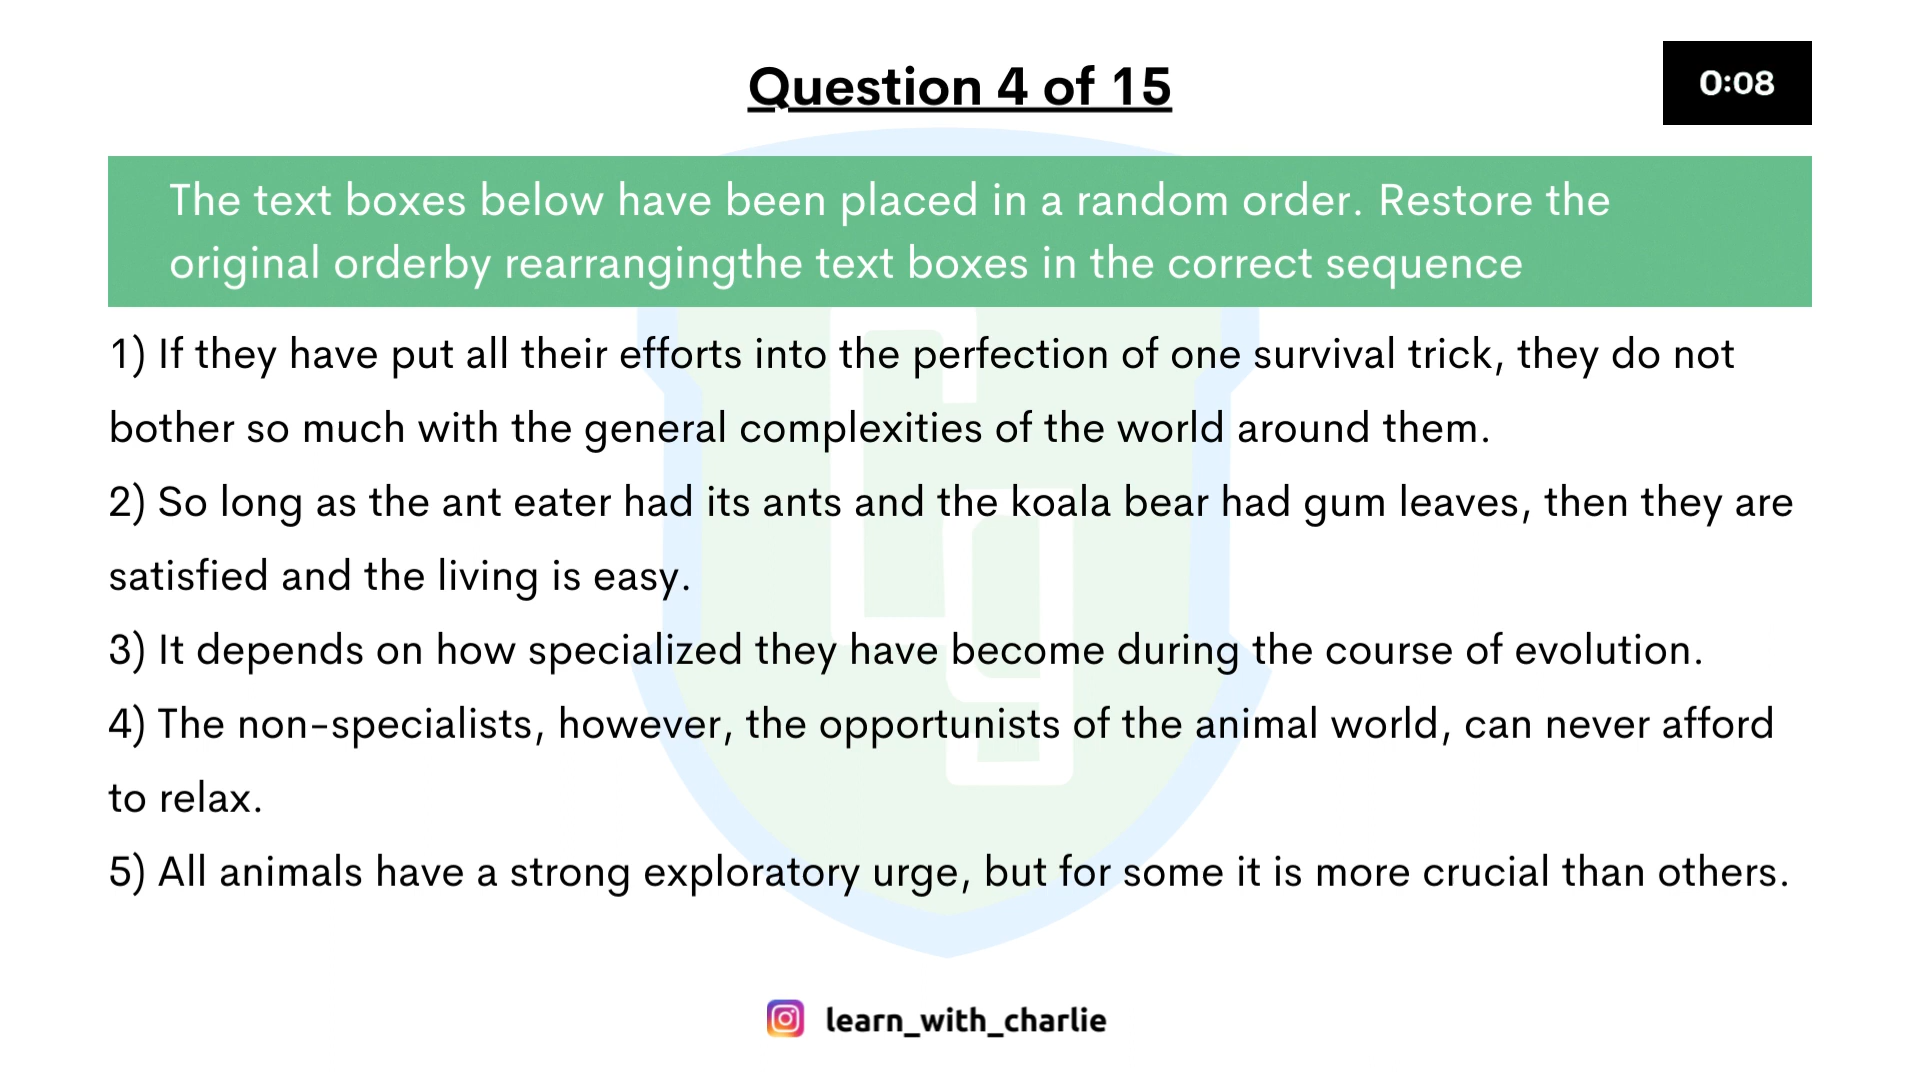 Question 4 of 15
0:08
The text boxes below have been placed in a random order. Restore the
original orderby rearrangingthe text boxes in the correct sequence
1) If they have put all their efforts into the perfection of one survival trick, they do not
bother so much with the general complexities of the world around them.
2) So long as the ant eater had its ants and the koala bear had gum leaves, then they are
satisfied and the living is easy.
3) It depends on how specialized they have become during the course of evolution.
4) The non-specialists, however, the opportunists of the animal world, can never afford
to relax.
5) All animals have a strong exploratory urge, but for some it is more crucial than others.
learn_with_charlie